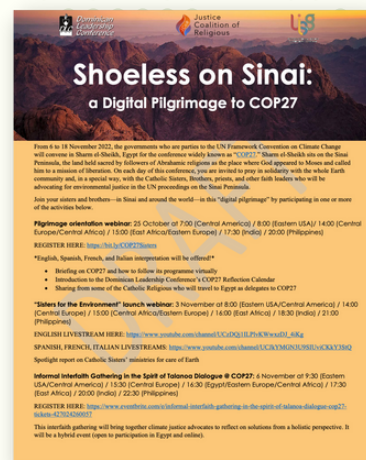 Dominican
Leadership
Conference
Justice
Coalition of
Religious
Shoeless on Sinai:
a Digital Pilgrimage to COP27
From 6 to 18 November 2022, the governments who are parties to the UN Framework Convention on Climate Change
will convene in Sharm el-Sheikh, Egypt for the conference widely known as “COP27.” Sharm el-Sheikh sits on the Sinai
Peninsula, the land held sacred by followers of Abrahamic religions as the place where God appeared to Moses and called
him to a mission of liberation. On each day of this conference, you are invited to pray in solidarity with the whole Earth
community and, in a special way, with the Catholic Sisters, Brothers, priests, and other faith leaders who will be
advocating for environmental justice in the UN proceedings on the Sinai
Peninsula.
Join your sisters and brothers—in Sinai and around the world—in this “digital pilgrimage” by participating in one or more
of the activities below.
Pilgrimage orientation webinar: 25 October at 7:00 (Central America) / 8:00 (Eastern USA)/ 14:00 (Central
Europe/Central Africa) / 15:00 (East Africa/Eastern Europe) / 17:30 (India) / 20:00 (Philippines)
REGISTER HERE: https://bit.ly/COP27Sisters
*English, Spanish, French, and Italian interpretation will be offered!*
• Briefing on COP27 and how to follow its programme virtually
• Introduction to the Dominican Leadership Conference’s COP27 Reflection Calendar
• Sharing from some of the Catholic Religious who will travel to Egypt as delegates to COP27
“Sisters for the Environment” launch webinar: 3 November at 8:00 (Eastern USA/Central America) / 14:00
(Central Europe) / 15:00 (Central Africa/Eastern Europe) / 16:00 (East Africa) / 18:30 (India) / 21:00
(Philippines)
ENGLISH LIVESTREAM HERE:
SPANISH, FRENCH, ITALIAN LIVESTREAMS:
Spotlight report on Catholic Sisters’ ministries for care of Earth
Informal Interfaith Gathering in the Spirit of Talanoa Dialogue @ COP27: 6 November at 9:30 (Eastern
USA/Central America) / 15:30 (Central Europe) / 16:30 (Egypt/Eastern Europe/Central Africa) / 17:30
(East Africa) / 20:00 (India) / 22:30 (Philippines)
REGISTER HERE: https://www.eventbrite.com/e/informal-interfaith-gathering-in-the-spirit-of-talanoa-dialogue-cop27-
tickets-427024260057
This interfaith gathering will bring together climate justice advocates to reflect on solutions from a holistic perspective. It
will be a hybrid event (open to participation in Egypt and online).